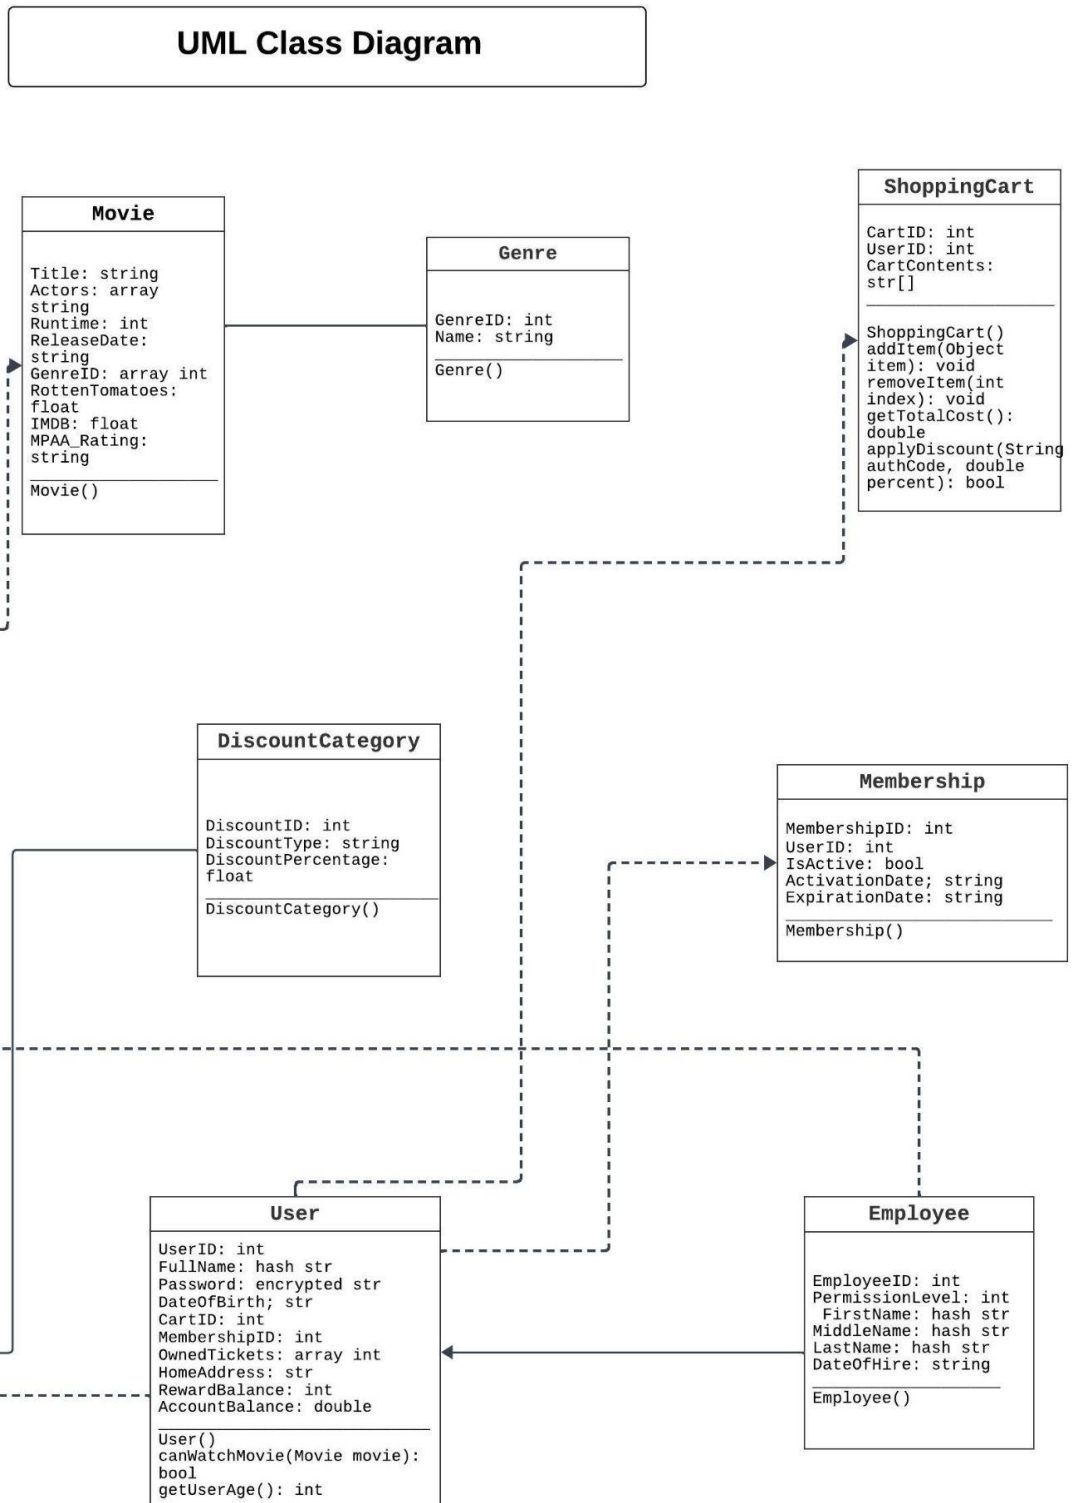 UML Class Diagram
Movie
Title: string
Actors: array
string
Runtime: int
ReleaseDate:
string
GenreID: array int
RottenTomatoes:
float
IMDB: float
MPAA_Rating:
string
Movie()
Genre
GenreID: int
Name: string
Genre()
ShoppingCart
CartID: int
UserID: int
CartContents:
str[]
ShoppingCart()
addItem(Object
item): void
removeItem(int
index): void
getTotalCost():
double
applyDiscount(String
authCode, double
percent): bool
DiscountCategory
DiscountID: int
DiscountType: string
DiscountPercentage:
float
DiscountCategory()
Membership
MembershipID: int
UserID: int
IsActive: bool
ActivationDate; string
ExpirationDate: string
Membership()
User
UserID: int
FullName: hash str
Password: encrypted str
DateOfBirth; str
CartID: int
MembershipID: int
OwnedTickets: array int
HomeAddress: str
RewardBalance: int
AccountBalance: double
User()
canWatchMovie(Movie movie):
bool
getUserAge(): int
Employee
EmployeeID: int
PermissionLevel: int
FirstName: hash str
MiddleName: hash str
LastName: hash str
DateOfHire: string
Employee()